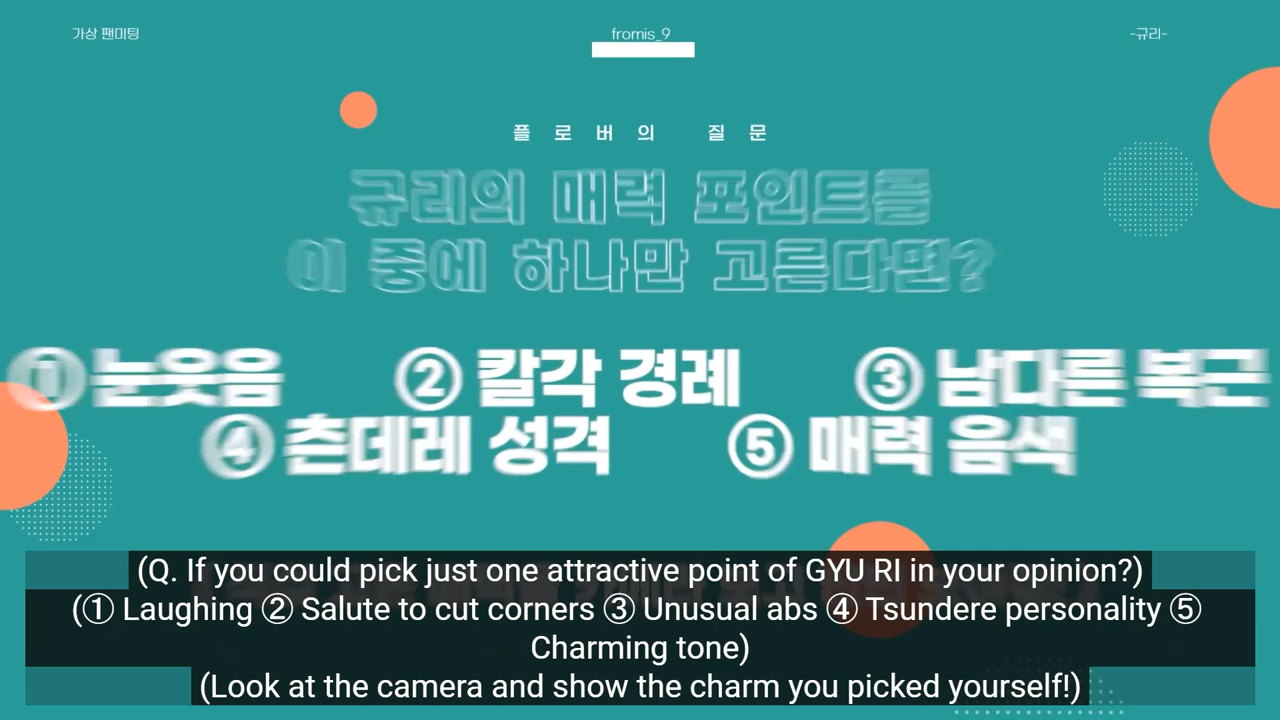 가상 팬미팅
fromis_9
-규리-
플로버의 질문
규리의 매력 포인트를
이 중에 하나만 고른다면?
① 눈웃음 ② 칼각 경례 ③ 남다른 복근
④ 츤데레 성격 ⑤ 매력 음색
(Q. If you could pick just one attractive point of GYU RI in your opinion?)
(① Laughing ② Salute to cut corners ③ Unusual abs ④ Tsundere personality ⑤
Charming tone)
(Look at the camera and show the charm you picked yourself!)